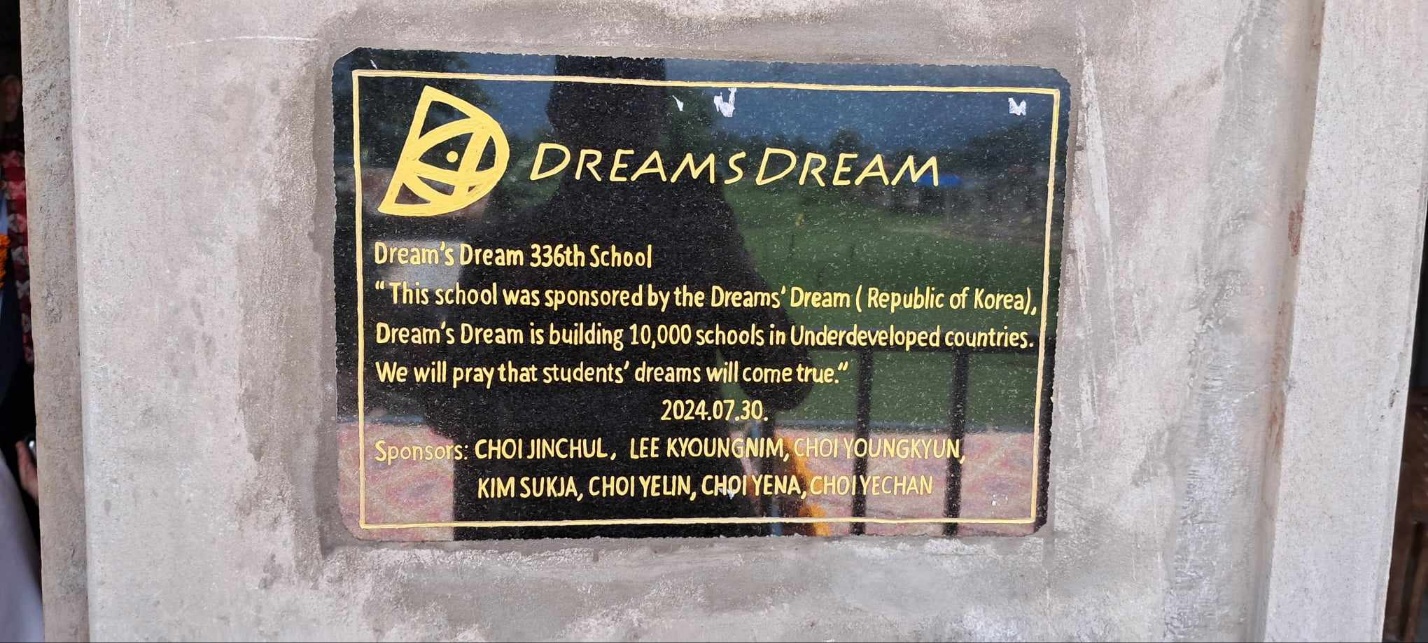 DREAMSDREAM
Dream's Dream 336th School
"This school was sponsored by the Dreams' Dream ( Republic of Korea),
Dream's Dream is building 10,000 schools in Underdeveloped countries.
We will pray that students' dreams will come true."
2024.07.30.
Sponsors: CHOI JINCHUL, LEE KYOUNGNIM, CHOI YOUNGKYUN,
KIM SUKJA, CHOI YELIN, CHOI YENA, CHOI YECHAN